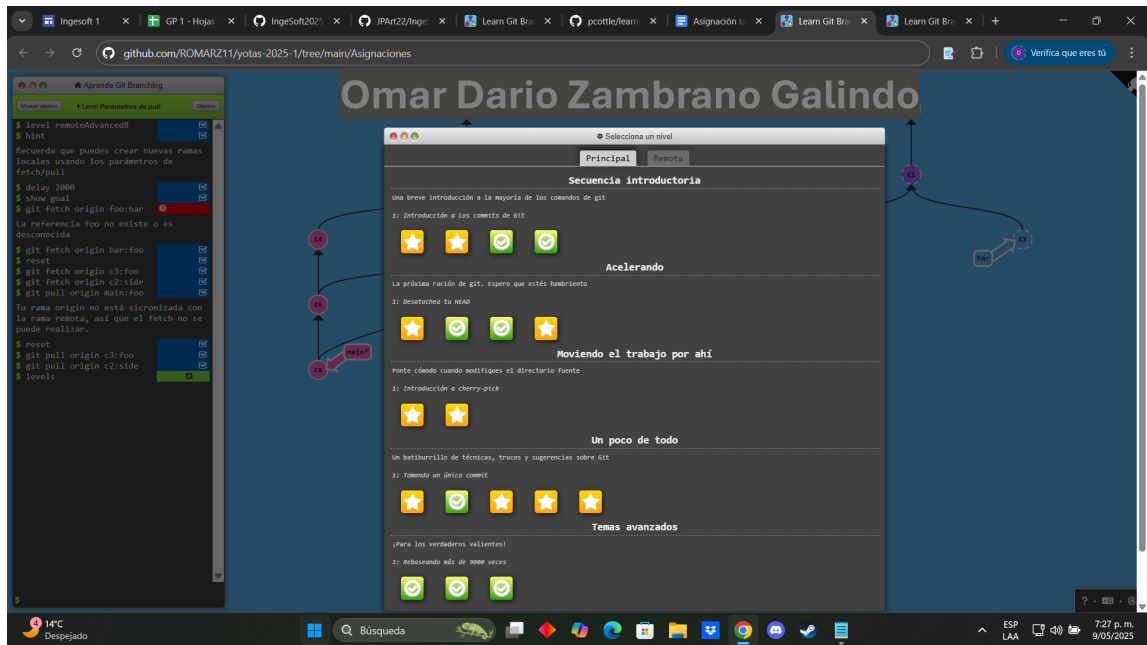 Ingesoft 1
GP 1 - Hojas
IngeSoft2025
JPArt22/Inge
Learn Git Bra
pcottle/learn
Asignación t
Learn Git Bra
Learn Git Bra
github.com/ROMARZ11/yotas-2025-1/tree/main/Asignaciones
Verifica que eres tú
Omar Dario Zambrano Galindo
Aprende Git Branching
Mostrar objetivo
Level Parámetros de pull
Objetivo
$ level remoteAdvanced8
$ hint
Recuerda que puedes crear nuevas ramas
locales usando los parámetros de
fetch/pull
$ delay 2000
$ show goal
$ git fetch origin foo:bar
La referencia foo no existe o es
desconocida
$ git fetch origin bar:foo
$ reset
$ git fetch origin c3:foo
$ git fetch origin c2:side
$ git pull origin main:foo
Tu rama origin no está sicronizada con
la rama remota, así que el fetch no se
puede realizar.
$ reset
$ git pull origin c3:foo
$ git pull origin c2:side
$ levels
$
C4
C5
C6
main*
C1
bar
Selecciona un nivel
Principal
Remota
Secuencia introductoria
Una breve introducción a la mayoría de los comandos de git
1: Introducción a los commits de Git
Acelerando
La próxima ración de git. Espero que estés hambriento
1: Desatachea tu HEAD
Moviendo el trabajo por ahí
Ponte cómodo cuando modifiques el directorio fuente
1: Introducción a cherry-pick
Un poco de todo
Un batiburrillo de técnicas, trucos y sugerencias sobre Git
1: Tomando un único commit
Temas avanzados
¡Para los verdaderos valientes!
1: Rebaseando más de 9000 veces
4
14°C
Despejado
Búsqueda
ESP
LAA
7:27 p. m.
9/05/2025